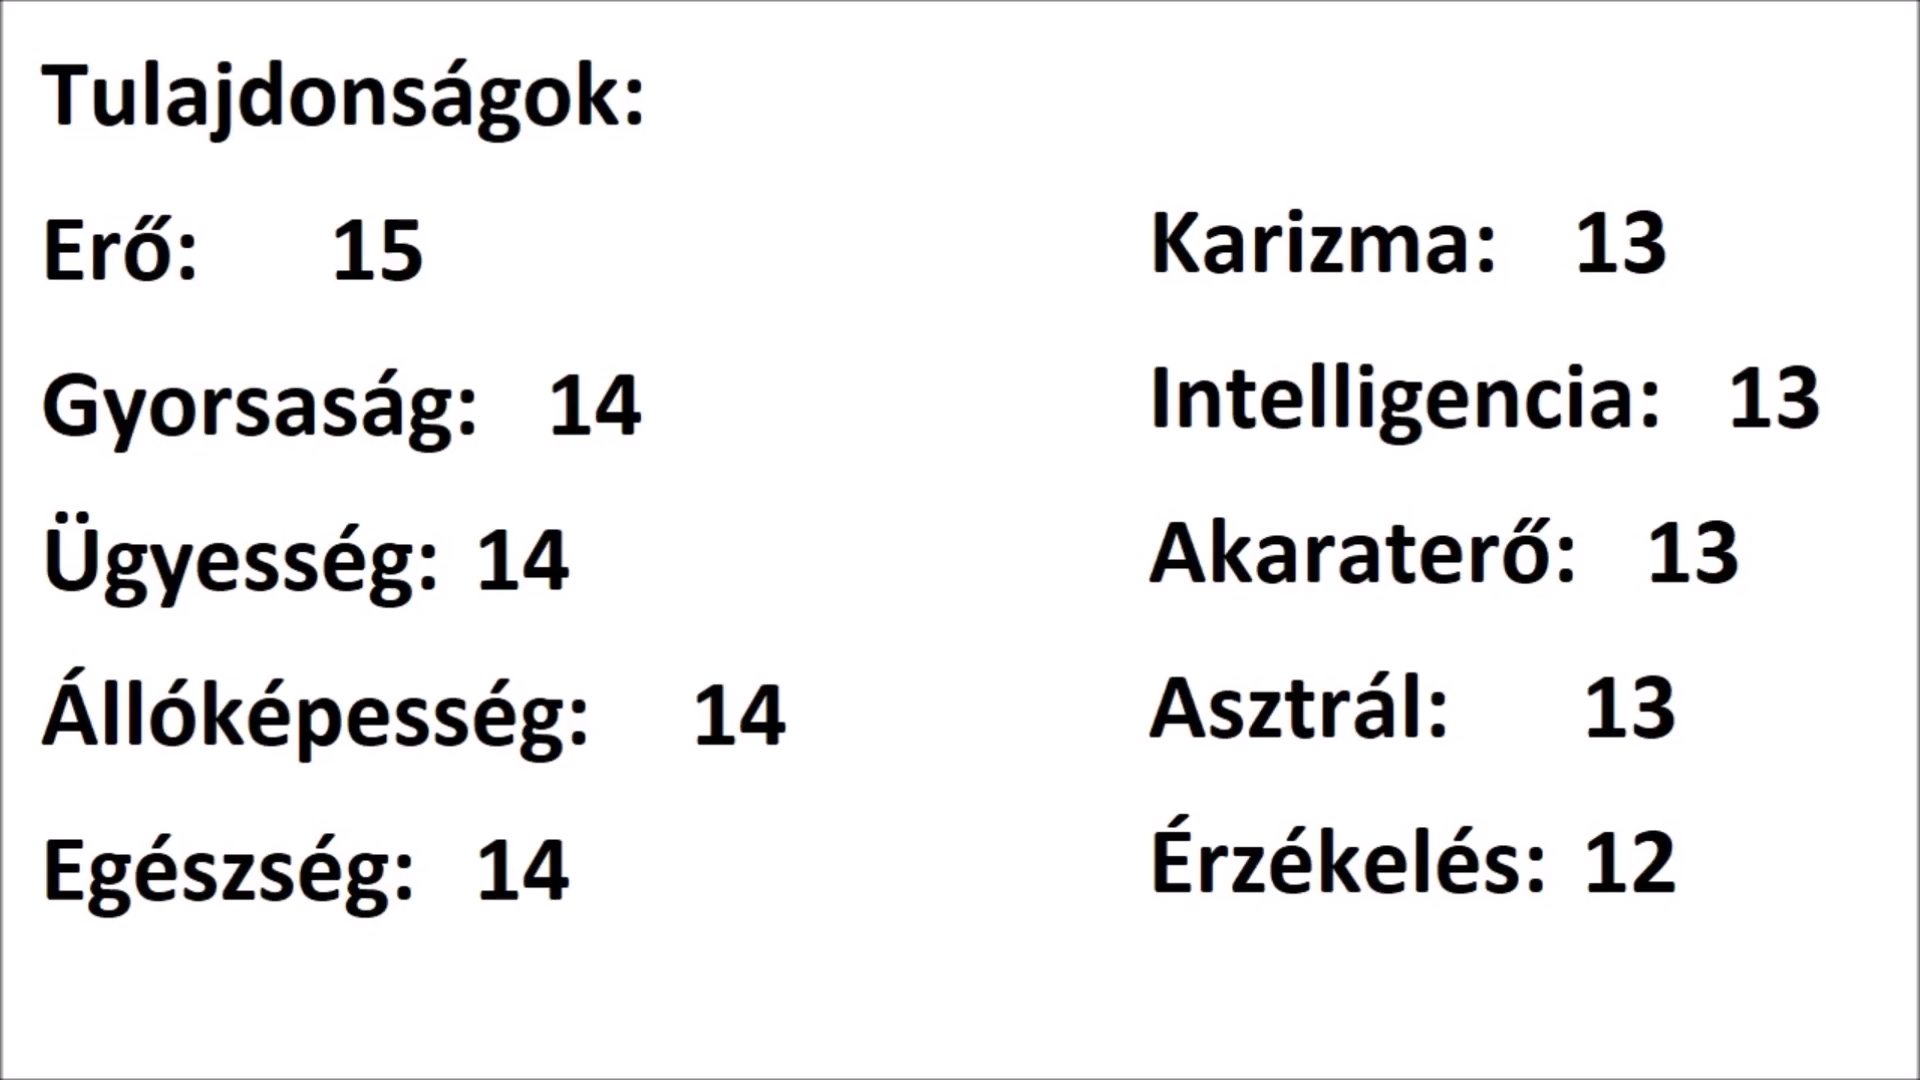 Tulajdonságok:
Erő: 15
Gyorsaság: 14
Ügyesség: 14
Állóképesség: 14
Egészség: 14
Karizma: 13
Intelligencia: 13
Akaraterő: 13
Asztrál: 13
Érzékelés: 12